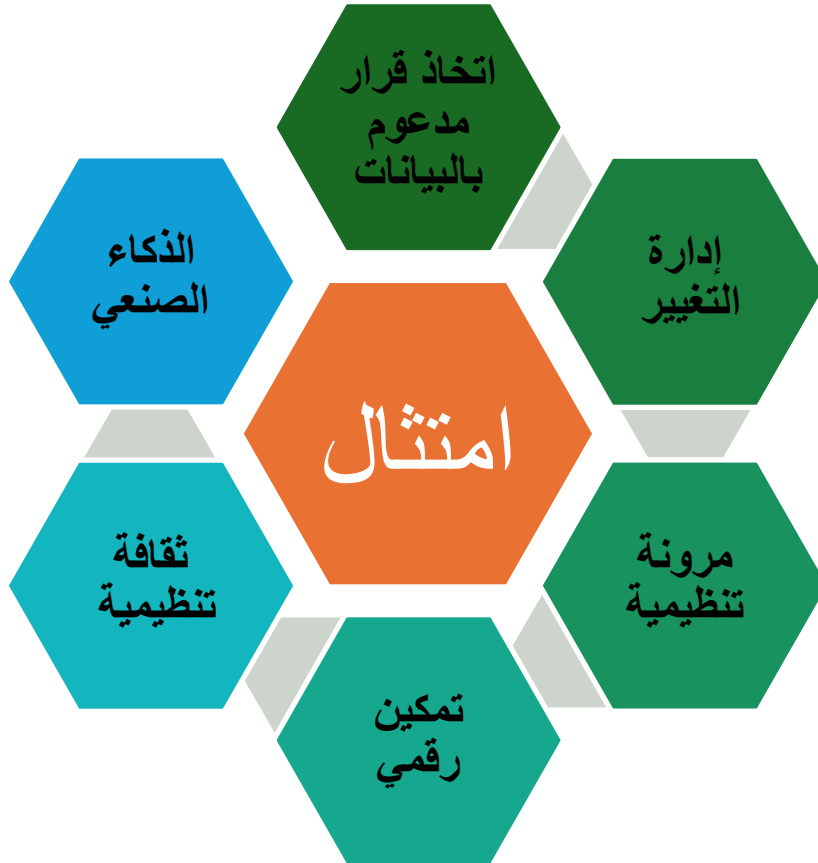 اتخاذ قرار
مدعوم
بالبيانات
إدارة
التغيير
الذكاء
الصنعي
امتثال
مرونة
تنظيمية
ثقافة
تنظيمية
تمكين
رقمي